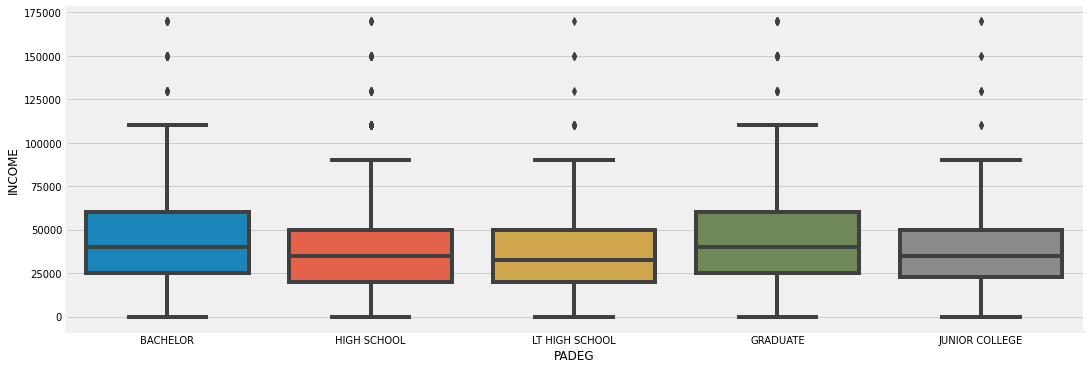 175000
150000
125000
100000
75000
50000
25000
0
INCOME
BACHELOR
HIGH SCHOOL
LT HIGH SCHOOL
GRADUATE
JUNIOR COLLEGE
PADEG